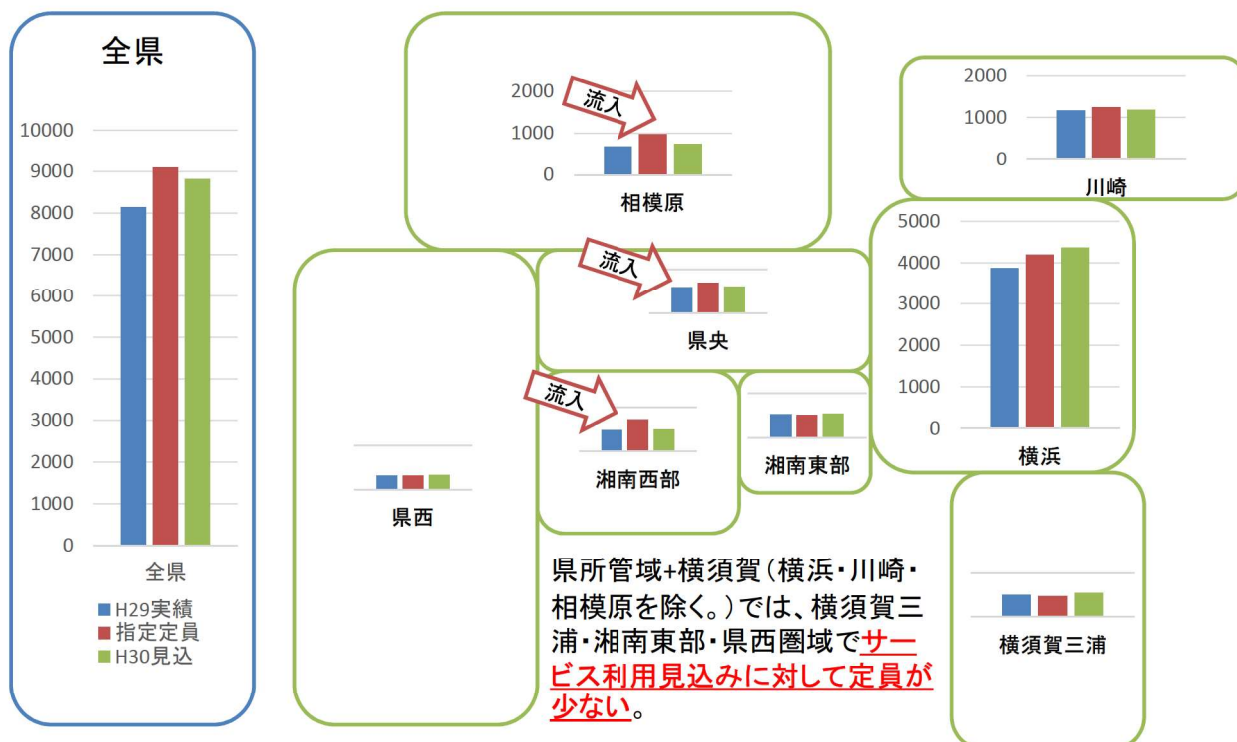 全県
10000
9000
8000
7000
6000
5000
4000
3000
2000
1000
0
全県
H29実績
指定定員
H30見込
流入
2000
1000
0
相模原
2000
1000
0
川崎
流入
県央
5000
4000
3000
2000
1000
0
横浜
流入
湘南西部
湘南東部
県西
横須賀三浦
県所管域+横須賀(横浜・川崎・
相模原を除く。)では、横須賀三
浦・湘南東部・県西圏域でサー
ビス利用見込みに対して定員が
少ない。